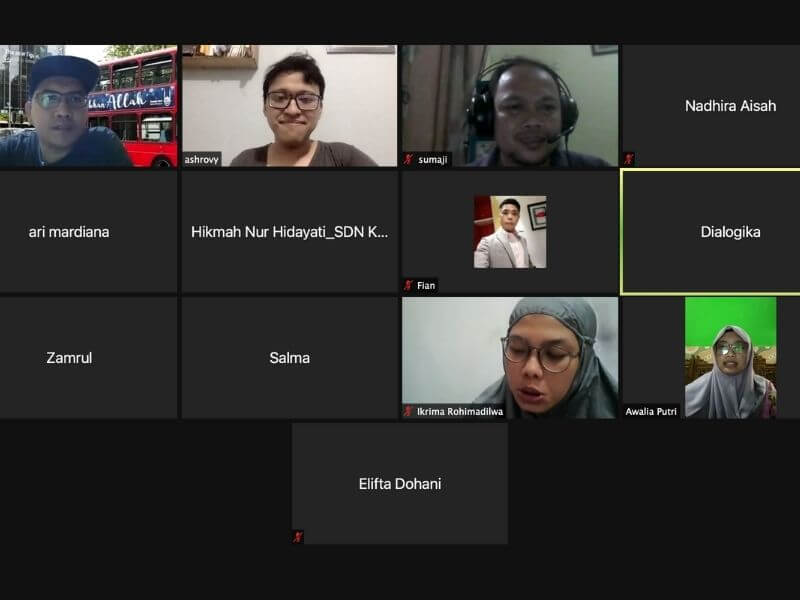 Allah
ashrovy
sumaji
Nadhira Aisah
ari mardiana
Hikmah Nur Hidayati_SDN K...
Fian
Dialogika
Zamrul
Salma
Ikrima Rohimadilwa
Awalia Putri
Elifta Dohani